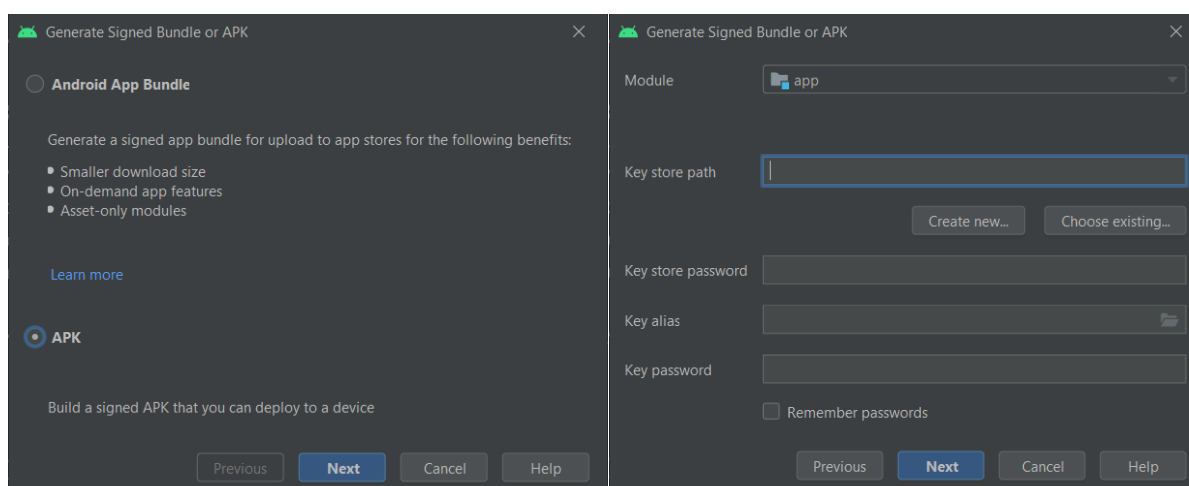 Generate Signed Bundle or APK
Android App Bundle
Generate a signed app bundle for upload to app stores for the following benefits:
Smaller download size
On-demand app features
Asset-only modules
Learn more
APK
Build a signed APK that you can deploy to a device
Previous
Next
Cancel
Help
Generate Signed Bundle or APK
Module
app
Key store path
Create new...
Choose existing...
Key store password
Key alias
Key password
Remember passwords
Previous
Next
Cancel
Help